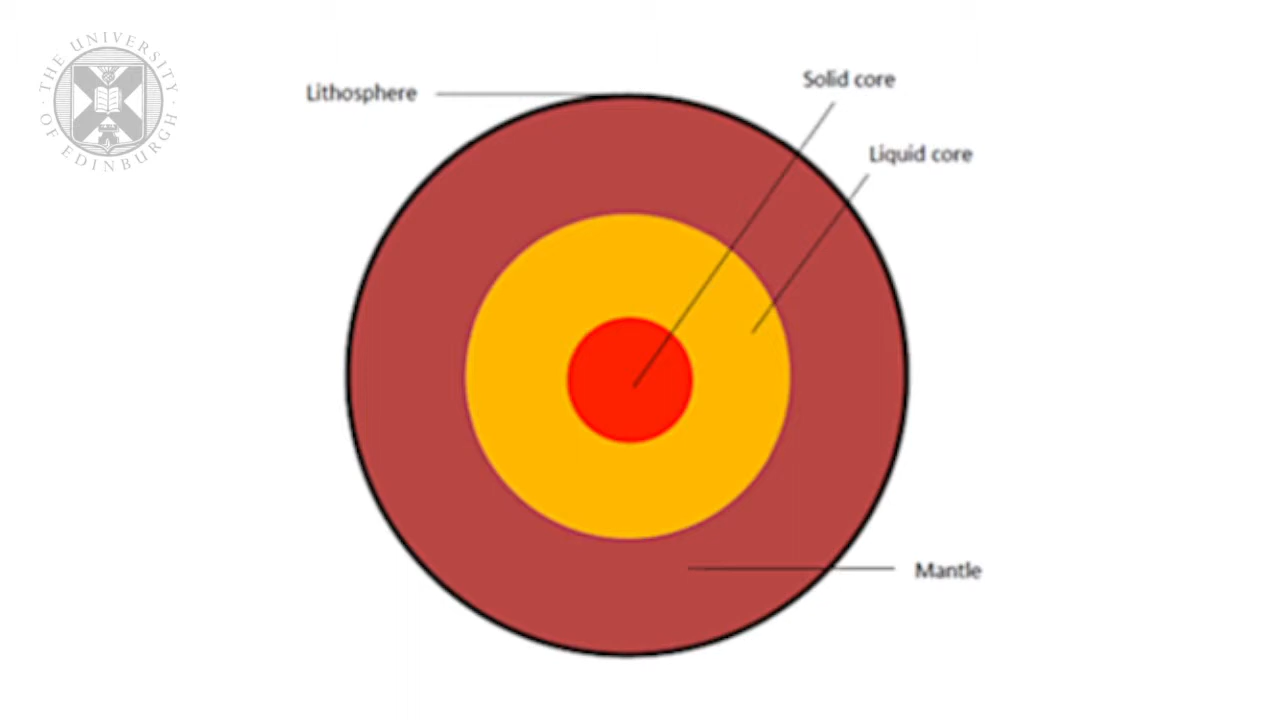 THE UNIVERSITY OF EDINBURGH
Lithosphere
Solid core
Liquid core
Mantle